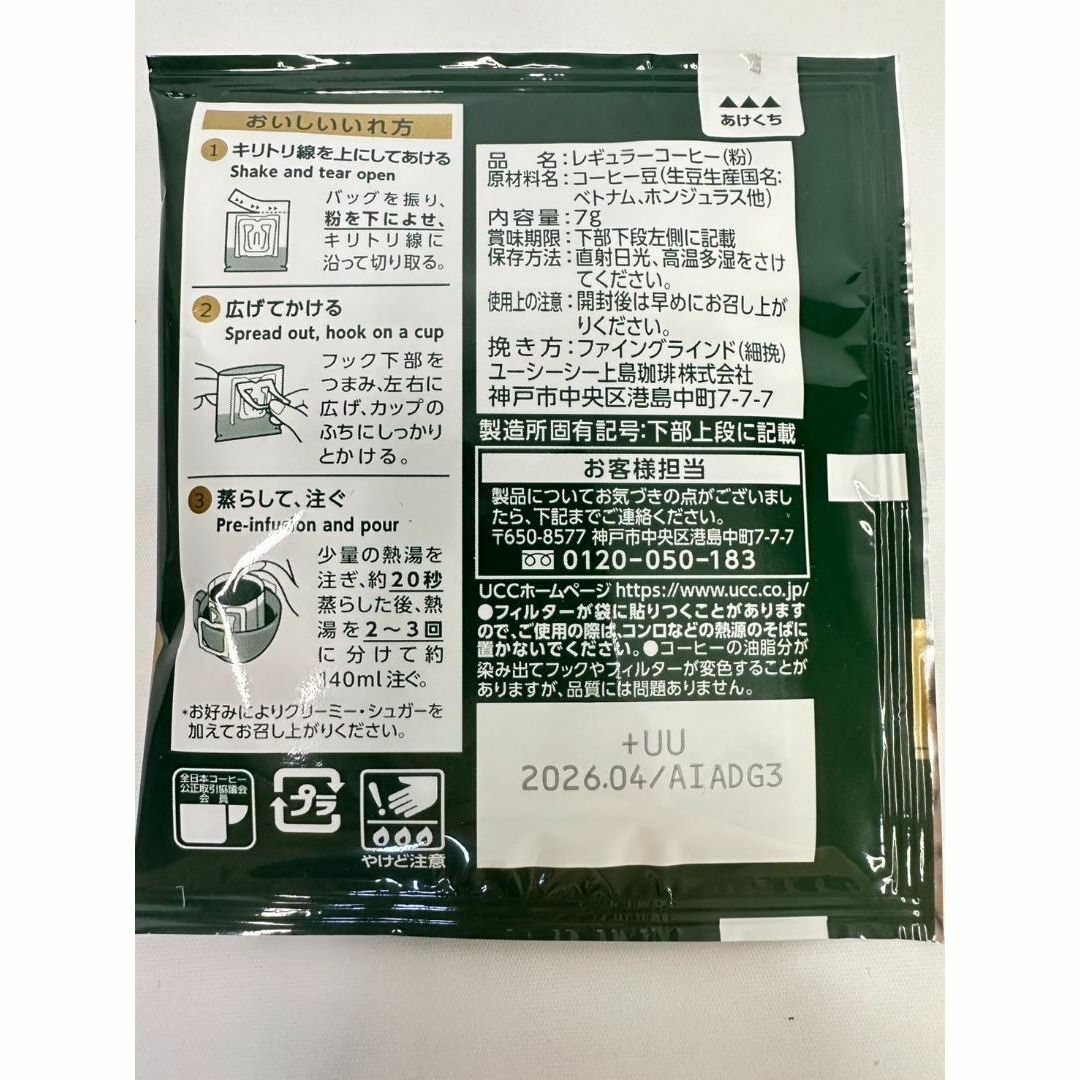 あけくち
おいしいいれ方
1 キリトリ線を上にしてあける
Shake and tear open
バッグを振り、
粉を下によせ、
キリトリ線に
沿って切り取る。
2 広げてかける
Spread out, hook on a cup
フック下部を
つまみ、左右に
広げ、カップの
ふちにしっかり
とかける。
3 蒸らして、注ぐ
Pre-infusion and pour
少量の熱湯を
注ぎ、約20秒
蒸らした後、熱
湯を2~3回
に分けて約
140ml注ぐ。
*お好みによりクリーミー・シュガーを
加えてお召し上がりください。
品名:レギュラーコーヒー(粉)
原材料名:コーヒー豆(生豆生産国名:
ベトナム、ホンジュラス他)
内容量:7g
賞味期限:下部下段左側に記載
保存方法:直射日光、高温多湿をさけ
てください。
使用上の注意:開封後は早めにお召し上が
りください。
挽き方:ファイングラインド(細挽)
ユーシーシー上島珈琲株式会社
神戸市中央区港島中町7-7-7
製造所固有記号:下部上段に記載
お客様担当
製品についてお気づきの点がございまし
たら、下記までご連絡ください。
〒650-8577 神戸市中央区港島中町7-7-7
0120-050-183
UCCホームページ https://www.ucc.co.jp/
●フィルターが袋に貼りつくことがあります
ので、ご使用の際は、コンロなどの熱源のそばに
置かないでください。●コーヒーの油脂分が
染み出てフックやフィルターが変色することが
ありますが、品質には問題ありません。
+UU
2026.04/AIADG3
全日本コーヒー
公正取引協議会
会員
プラ
やけど注意